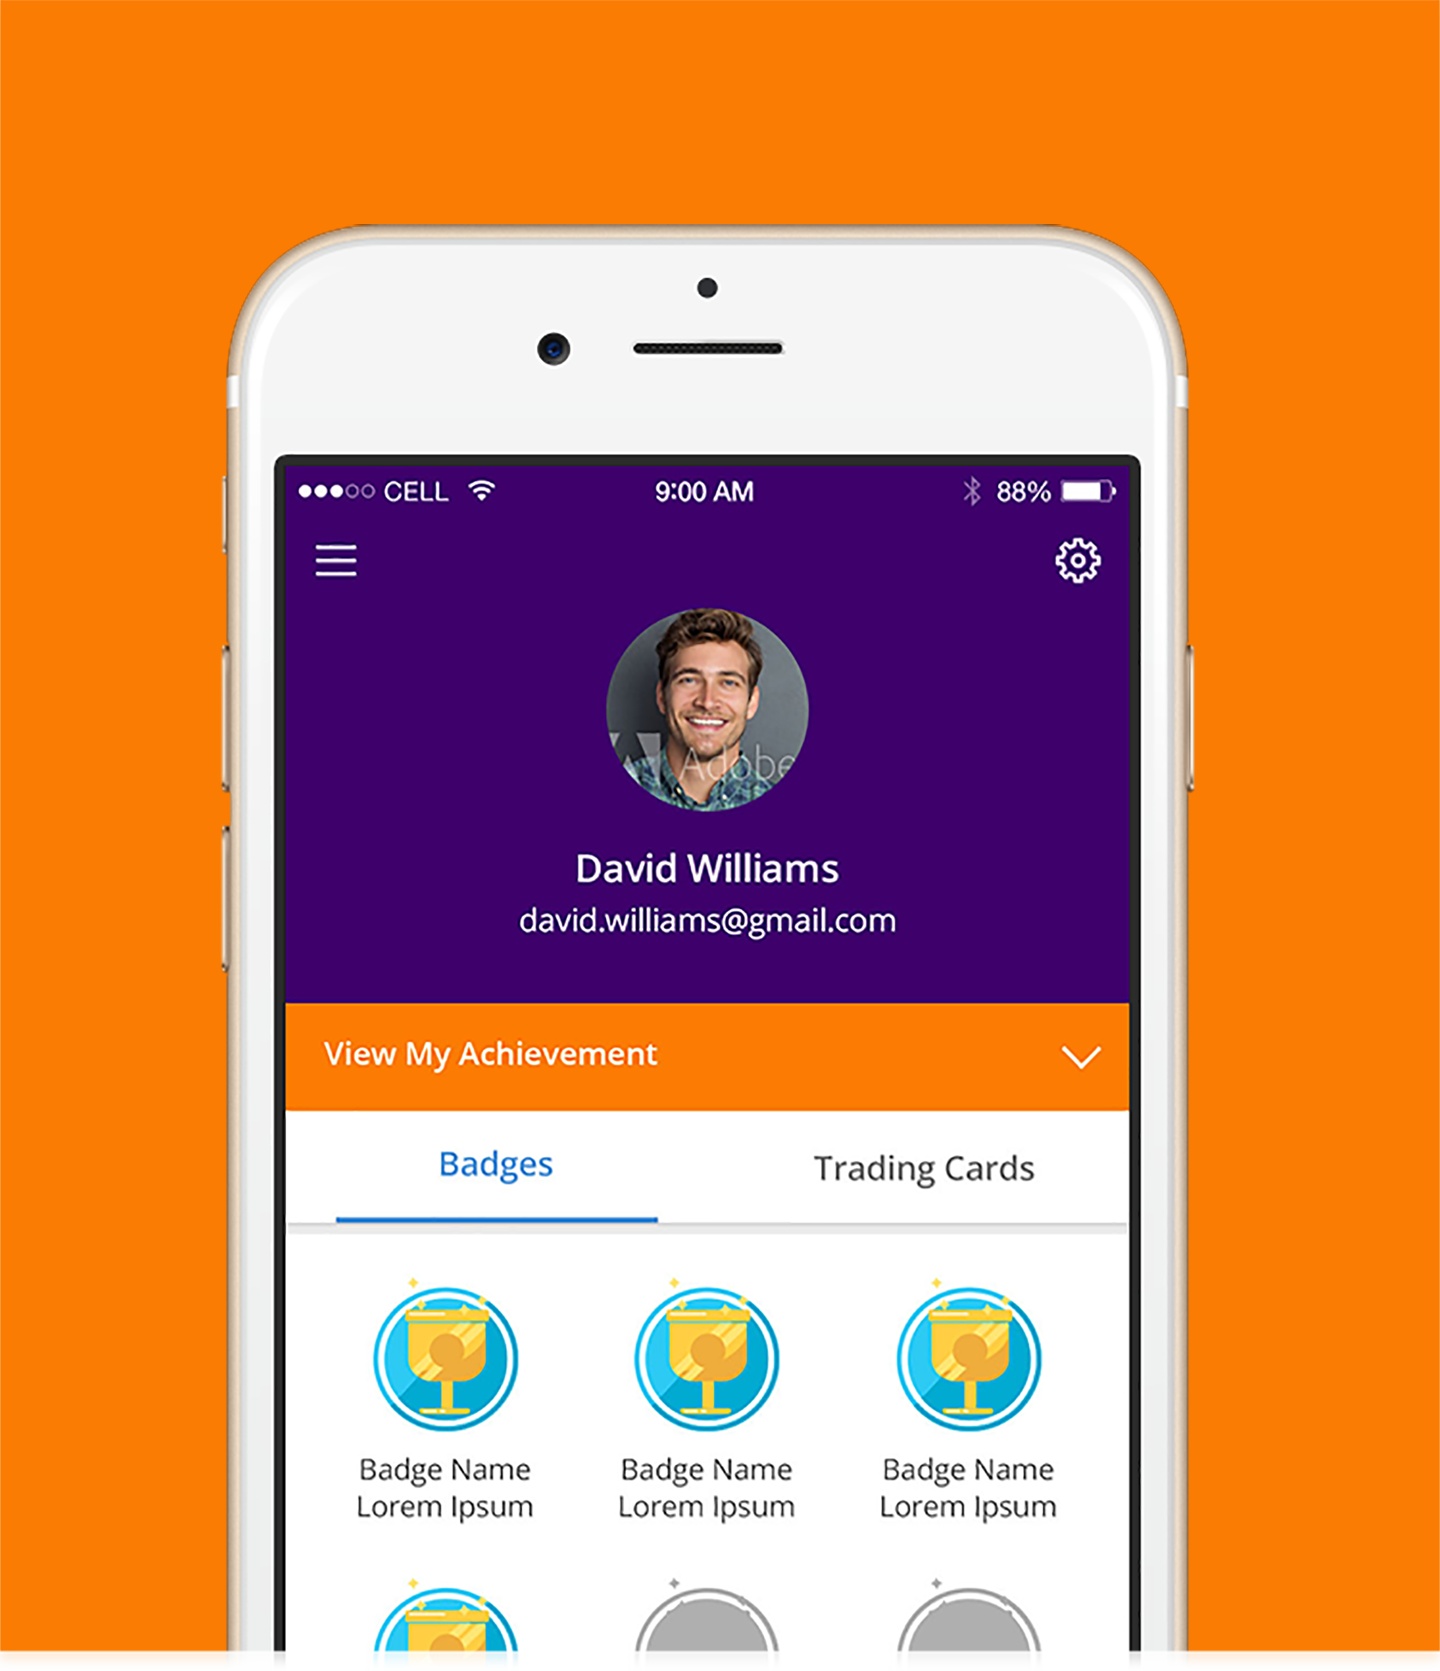 CELL 9:00 AM 88%
Adobe
David Williams
david.williams@gmail.com
View My Achievement
Badges Trading Cards
Badge Name Badge Name Badge Name
Lorem Ipsum Lorem Ipsum Lorem Ipsum